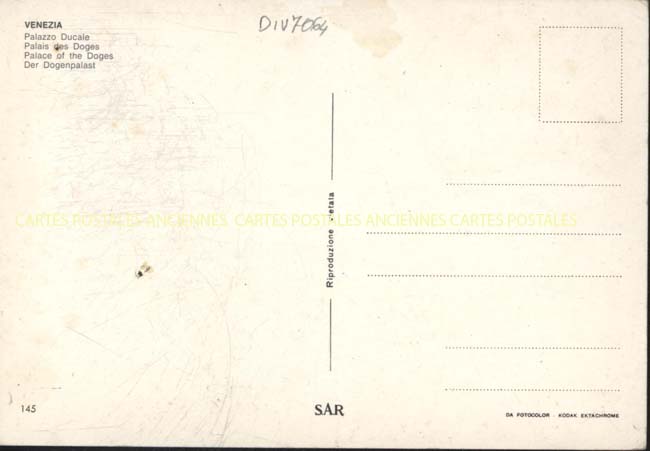 DIV7064
VENEZIA
Palazzo Ducale
Palais des Doges
Palace of the Doges
Der Dogenpalast
CARTES POSTALES ANCIENNES CARTES POSTALES ANCIENNES CARTES POSTALES
Riproduzione vietata
145
SAR
DA FOTOCOLOR - KODAK EKTACHROME